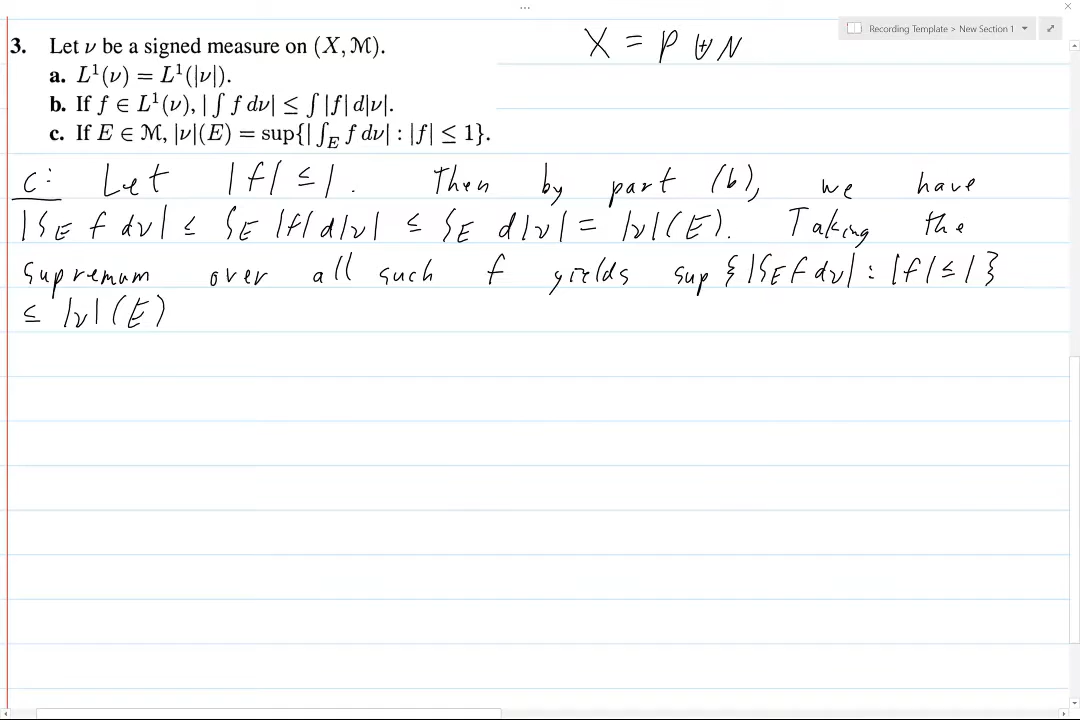 Recording Template > New Section 1
3. Let ν be a signed measure on (X, ℳ).
X = P ⊎ N
a. L¹(ν) = L¹(|ν|).
b. If f ∈ L¹(ν), |∫ f dν| ≤ ∫ |f| d|ν|.
c. If E ∈ ℳ, |ν|(E) = sup{|∫_E f dν| : |f| ≤ 1}.
c: Let |f| ≤ 1. Then by part (b), we have
|∫_E f dν| ≤ ∫_E |f| d|ν| ≤ ∫_E d|ν| = |ν|(E). Taking the
supremum over all such f yields sup {|∫_E f dν| : |f| ≤ 1}
≤ |ν|(E)